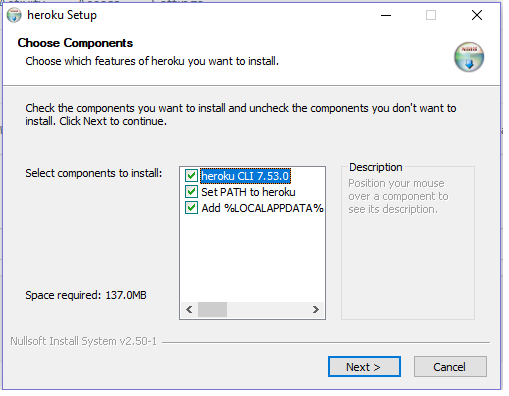 heroku Setup
Choose Components
Choose which features of heroku you want to install.
Check the components you want to install and uncheck the components you don't want to
install. Click Next to continue.
Select components to install:
heroku CLI 7.53.0
Set PATH to heroku
Add %LOCALAPPDATA%
Description
Position your mouse
over a component to
see its description.
Space required: 137.0MB
Nullsoft Install System v2.50-1
Next >
Cancel